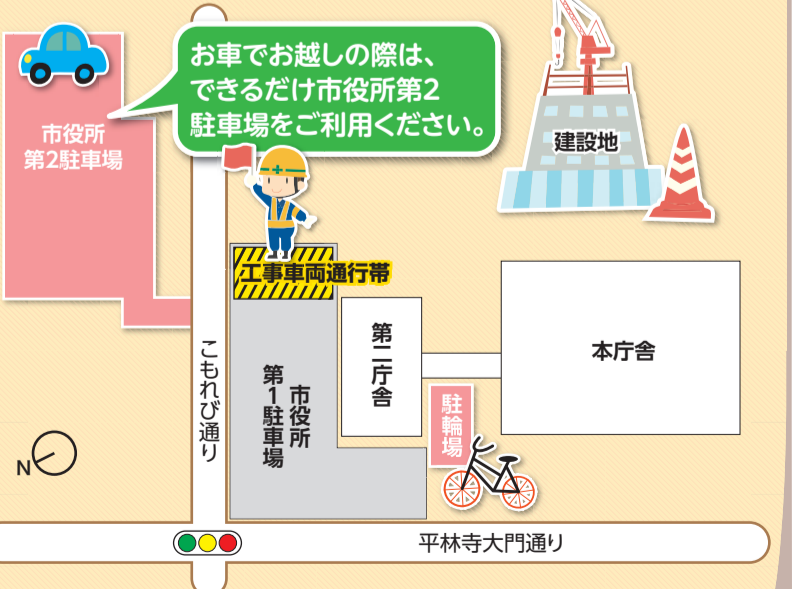 お車でお越しの際は、
できるだけ市役所第2
駐車場をご利用ください。
市役所
第2駐車場
建設地
工事車両通行帯
第二庁舎
本庁舎
こもれび通り
市役所
第1駐車場
駐輪場
N
平林寺大門通り